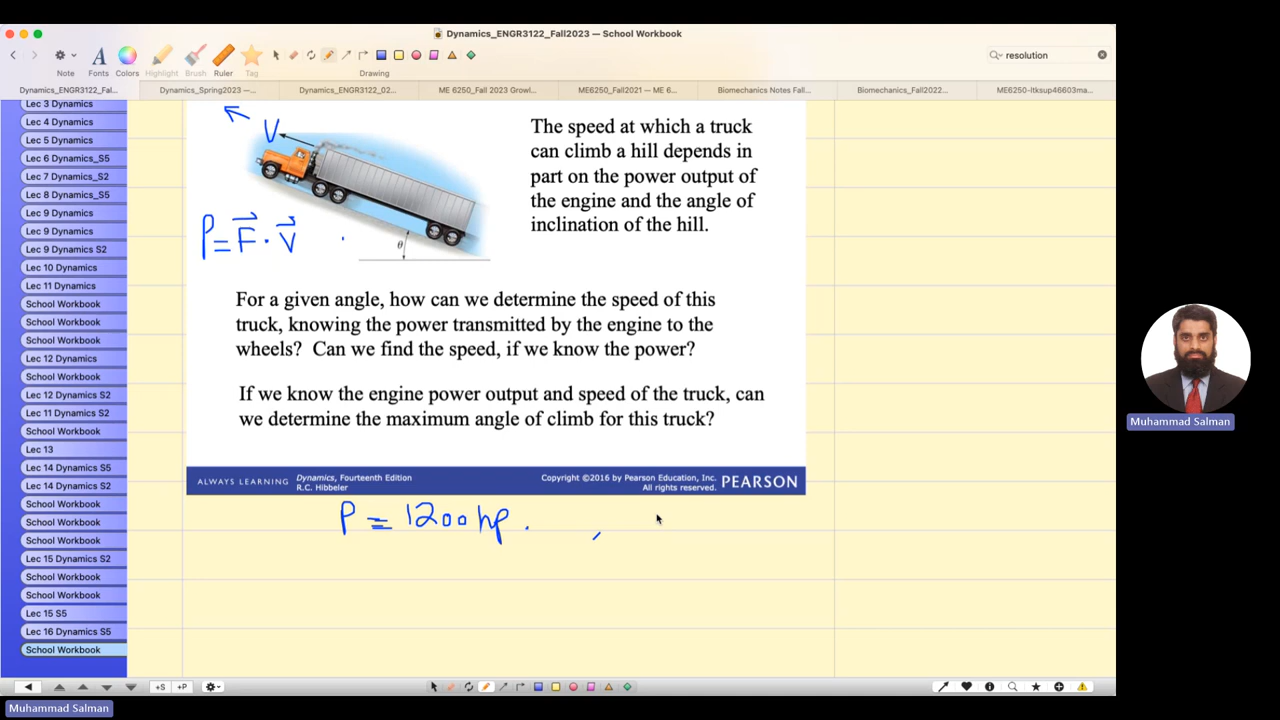 Dynamics_ENGR3122_Fall2023 — School Workbook
resolution
Note Fonts Colors Highlight Brush Ruler Tag Drawing
Dynamics_ENGR3122_Fal... Dynamics_Spring2023 —... Dynamics_ENGR3122_02... ME 6250_Fall 2023 Growl... ME6250_Fall2021 — ME 6... Biomechanics Notes Fall... Biomechanics_Fall2022... ME6250-ltksup46603ma...
Lec 3 Dynamics
Lec 4 Dynamics
Lec 5 Dynamics
Lec 6 Dynamics_S5
Lec 7 Dynamics_S2
Lec 8 Dynamics_S5
Lec 9 Dynamics
Lec 9 Dynamics
Lec 9 Dynamics S2
Lec 10 Dynamics
Lec 11 Dynamics
School Workbook
School Workbook
School Workbook
Lec 12 Dynamics
School Workbook
Lec 12 Dynamics S2
Lec 11 Dynamics S2
School Workbook
Lec 13
Lec 14 Dynamics S5
Lec 14 Dynamics S2
School Workbook
School Workbook
School Workbook
Lec 15 Dynamics S2
School Workbook
School Workbook
Lec 15 S5
Lec 16 Dynamics S5
School Workbook
V
P = F · V
θ
The speed at which a truck
can climb a hill depends in
part on the power output of
the engine and the angle of
inclination of the hill.
For a given angle, how can we determine the speed of this
truck, knowing the power transmitted by the engine to the
wheels? Can we find the speed, if we know the power?
If we know the engine power output and speed of the truck, can
we determine the maximum angle of climb for this truck?
ALWAYS LEARNING
Dynamics, Fourteenth Edition
R.C. Hibbeler
Copyright ©2016 by Pearson Education, Inc.
All rights reserved.
PEARSON
P = 1200 hp.
+S +P
Muhammad Salman
Muhammad Salman